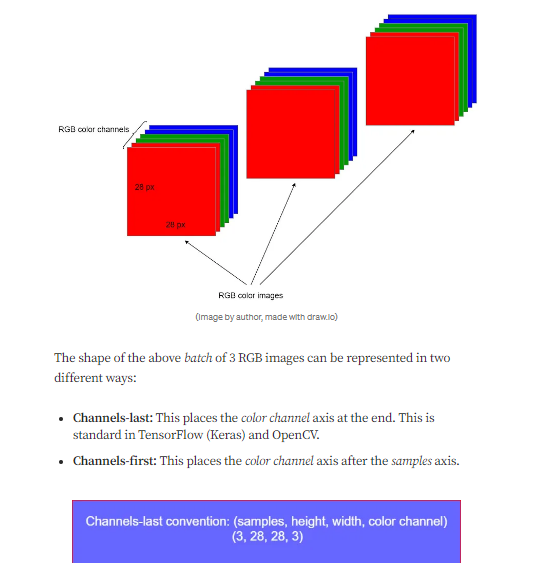 RGB color channels
28 px
28 px
RGB color images
(Image by author, made with draw.io)
The shape of the above batch of 3 RGB images can be represented in two
different ways:
• Channels-last: This places the color channel axis at the end. This is
standard in TensorFlow (Keras) and OpenCV.
• Channels-first: This places the color channel axis after the samples axis.
Channels-last convention: (samples, height, width, color channel)
(3, 28, 28, 3)